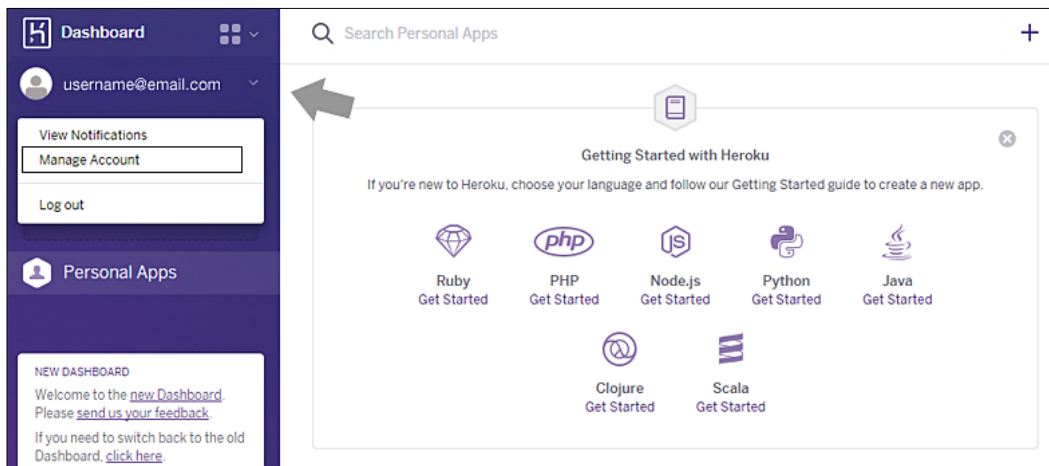 Dashboard
username@email.com
View Notifications
Manage Account
Log out
Personal Apps
NEW DASHBOARD
Welcome to the new Dashboard.
Please send us your feedback.
If you need to switch back to the old
Dashboard, click here.
Search Personal Apps
Getting Started with Heroku
If you're new to Heroku, choose your language and follow our Getting Started guide to create a new app.
php
JS
Ruby PHP Node.js Python Java
Get Started Get Started Get Started Get Started Get Started
Clojure Scala
Get Started Get Started